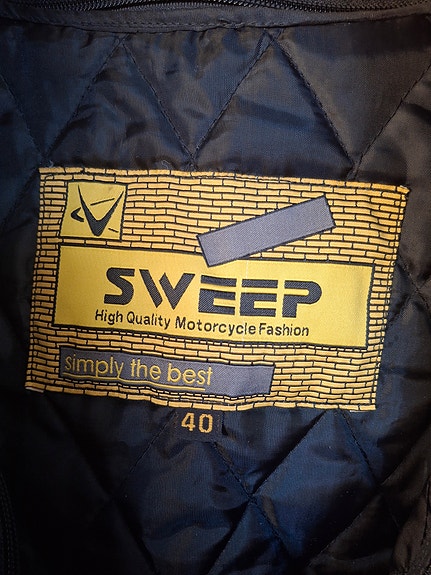 SWEEP
High Quality Motorcycle Fashion
simply the best
40